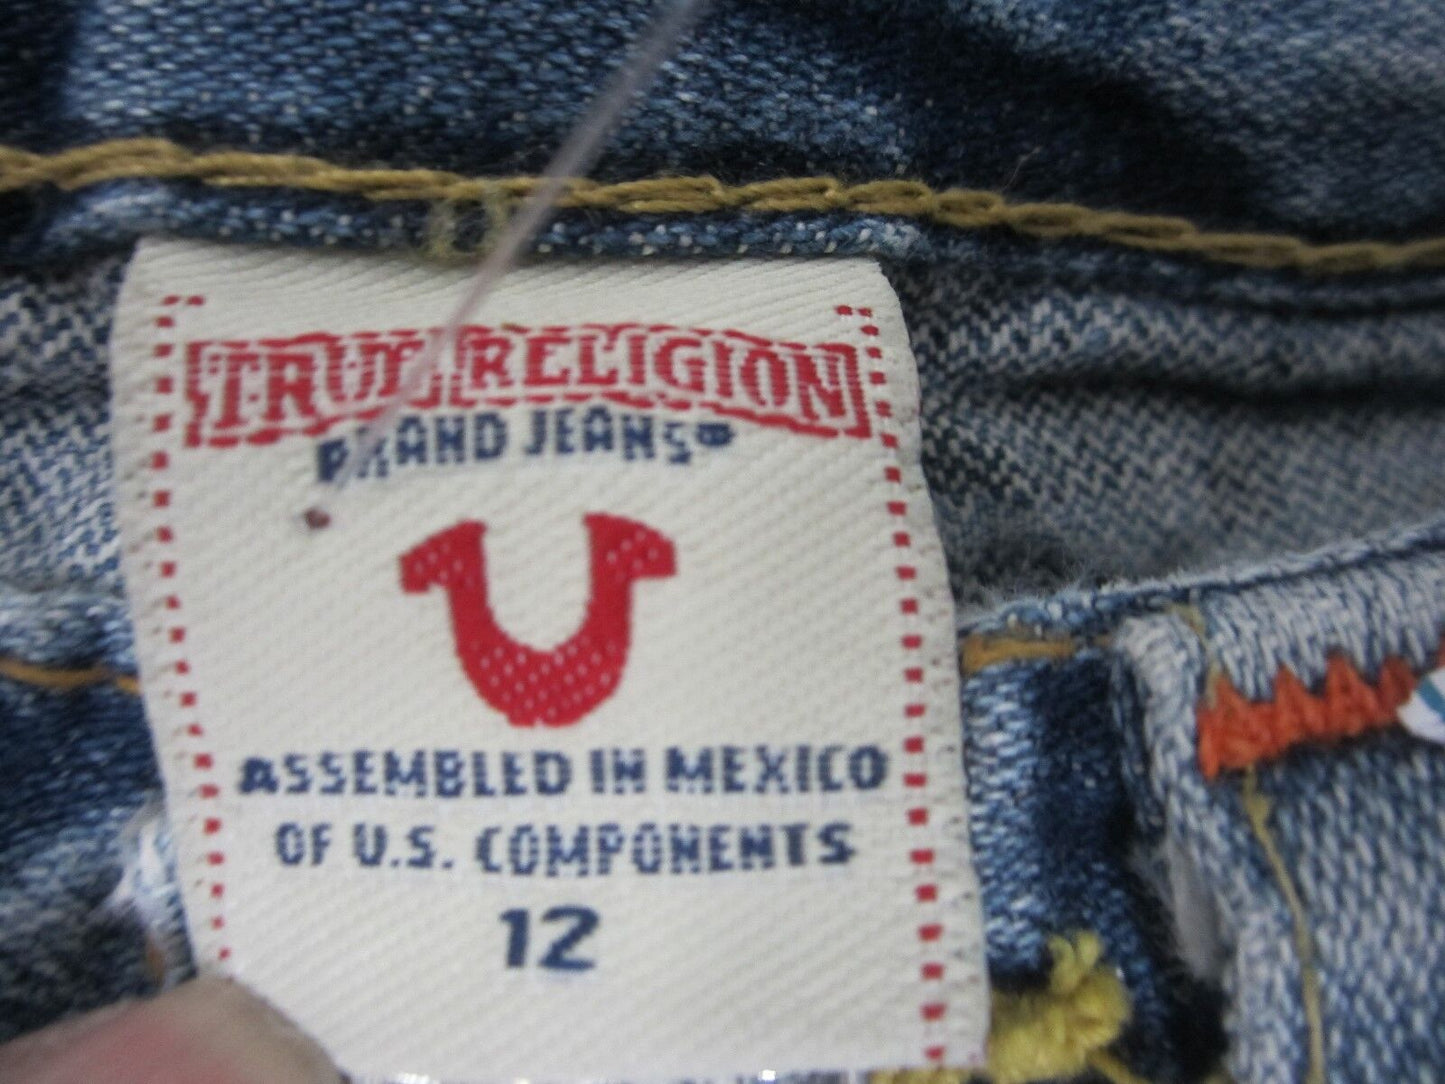 TRUE RELIGION
BRAND JEANS®
ASSEMBLED IN MEXICO
OF U.S. COMPONENTS
12